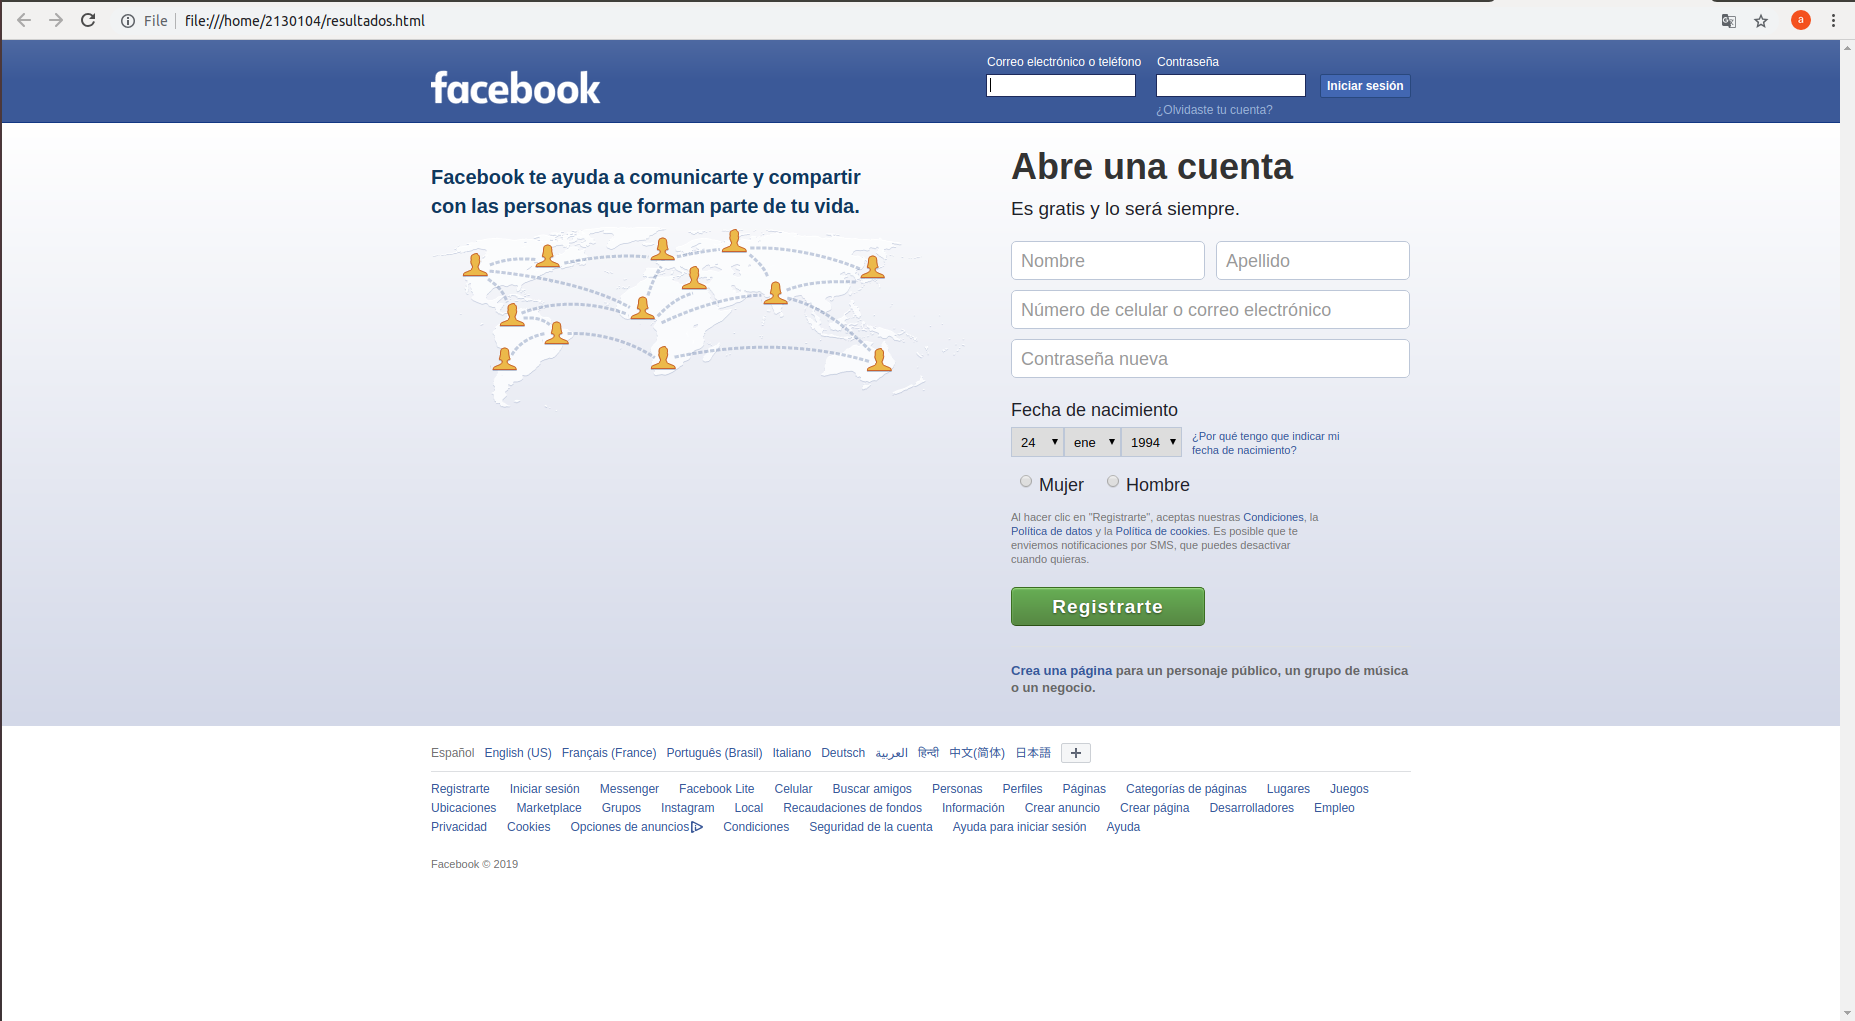 File file:///home/2130104/resultados.html
a
facebook
Correo electrónico o teléfono
Contraseña
Iniciar sesión
¿Olvidaste tu cuenta?
Facebook te ayuda a comunicarte y compartir
con las personas que forman parte de tu vida.
Abre una cuenta
Es gratis y lo será siempre.
Nombre
Apellido
Número de celular o correo electrónico
Contraseña nueva
Fecha de nacimiento
24 ene 1994
¿Por qué tengo que indicar mi
fecha de nacimiento?
Mujer Hombre
Al hacer clic en "Registrarte", aceptas nuestras Condiciones, la
Política de datos y la Política de cookies. Es posible que te
enviemos notificaciones por SMS, que puedes desactivar
cuando quieras.
Registrarte
Crea una página para un personaje público, un grupo de música
o un negocio.
Español English (US) Français (France) Português (Brasil) Italiano Deutsch العربية हिन्दी 中文(简体) 日本語
Registrarte Iniciar sesión Messenger Facebook Lite Celular Buscar amigos Personas Perfiles Páginas Categorías de páginas Lugares Juegos
Ubicaciones Marketplace Grupos Instagram Local Recaudaciones de fondos Información Crear anuncio Crear página Desarrolladores Empleo
Privacidad Cookies Opciones de anuncios Condiciones Seguridad de la cuenta Ayuda para iniciar sesión Ayuda
Facebook © 2019